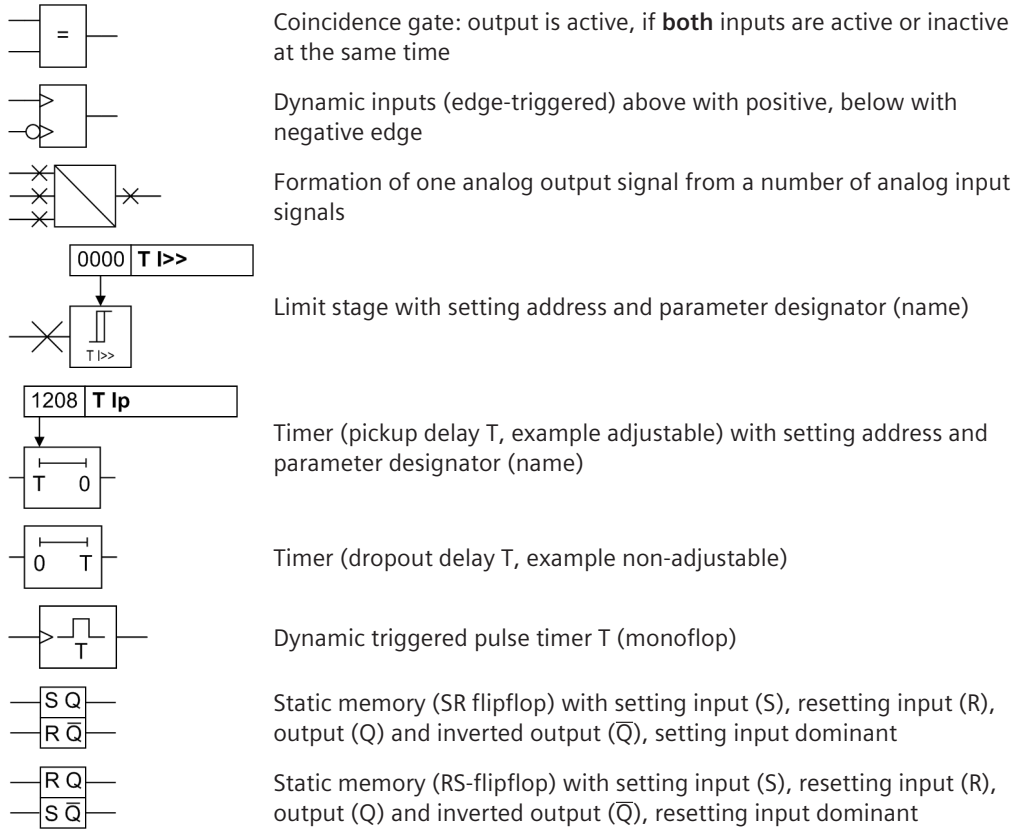 =
Coincidence gate: output is active, if both inputs are active or inactive
at the same time
Dynamic inputs (edge-triggered) above with positive, below with
negative edge
Formation of one analog output signal from a number of analog input
signals
0000 T I>>
T I>>
Limit stage with setting address and parameter designator (name)
1208 T Ip
T 0
Timer (pickup delay T, example adjustable) with setting address and
parameter designator (name)
0 T
Timer (dropout delay T, example non-adjustable)
T
Dynamic triggered pulse timer T (monoflop)
S Q
R Q̅
Static memory (SR flipflop) with setting input (S), resetting input (R),
output (Q) and inverted output (Q̅), setting input dominant
R Q
S Q̅
Static memory (RS-flipflop) with setting input (S), resetting input (R),
output (Q) and inverted output (Q̅), resetting input dominant